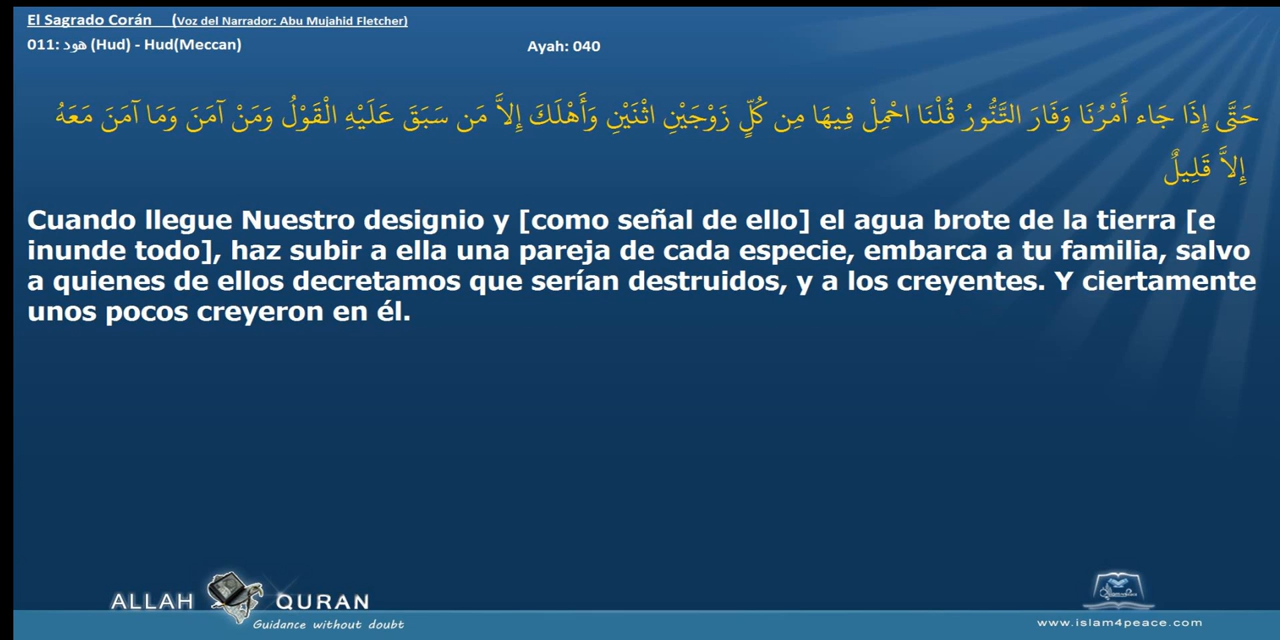 El Sagrado Corán (Voz del Narrador: Abu Mujahid Fletcher)
011: هود (Hud) - Hud(Meccan) Ayah: 040
حَتَّى إِذَا جَاء أَمْرُنَا وَفَارَ التَّنُّورُ قُلْنَا احْمِلْ فِيهَا مِن كُلٍّ زَوْجَيْنِ اثْنَيْنِ وَأَهْلَكَ إِلاَّ مَن سَبَقَ عَلَيْهِ الْقَوْلُ وَمَنْ آمَنَ وَمَا آمَنَ مَعَهُ
إِلاَّ قَلِيلٌ
Cuando llegue Nuestro designio y [como señal de ello] el agua brote de la tierra [e
inunde todo], haz subir a ella una pareja de cada especie, embarca a tu familia, salvo
a quienes de ellos decretamos que serían destruidos, y a los creyentes. Y ciertamente
unos pocos creyeron en él.
ALLAH QURAN
Guidance without doubt
www.islam4peace.com